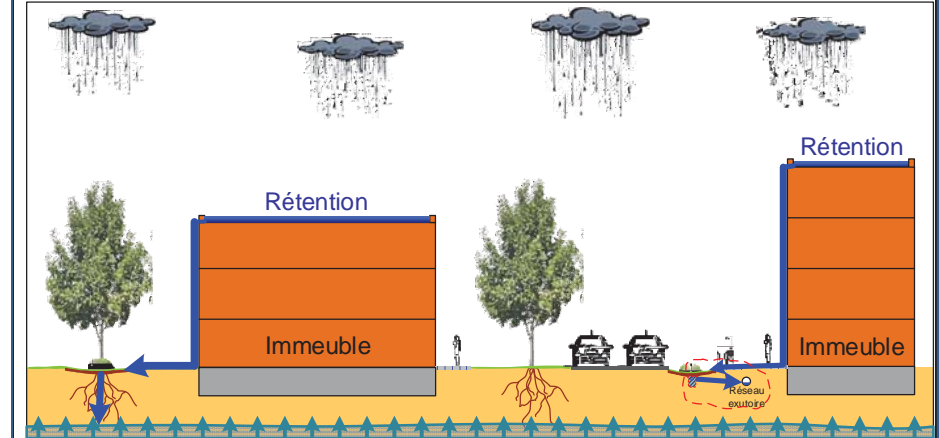 Rétention
Rétention
Immeuble
Immeuble
Réseau
exutoire